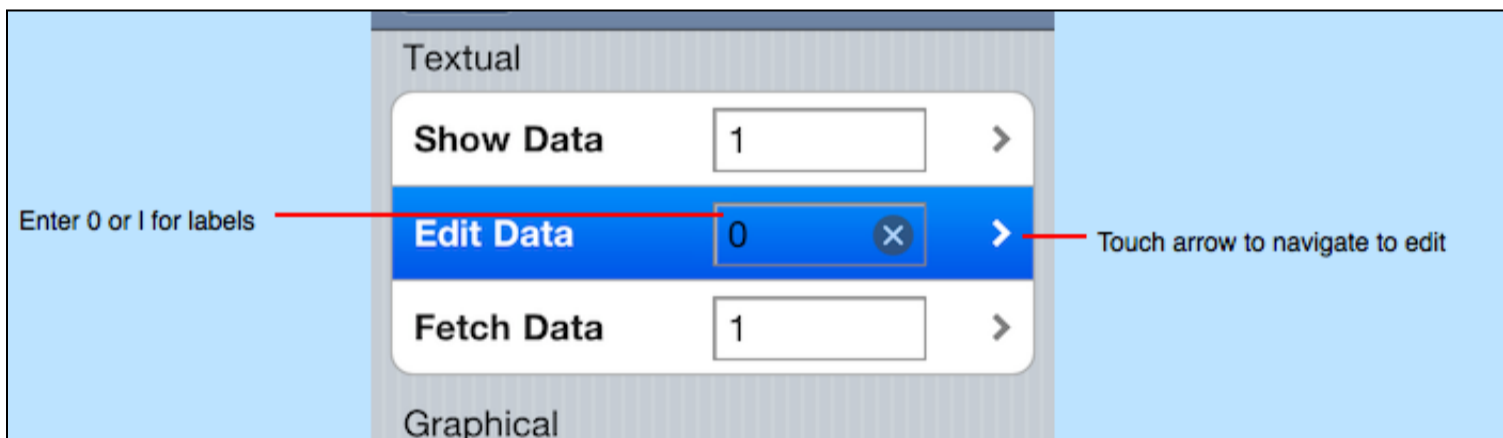 Textual
Show Data 1
Enter 0 or I for labels
Edit Data 0
Touch arrow to navigate to edit
Fetch Data 1
Graphical